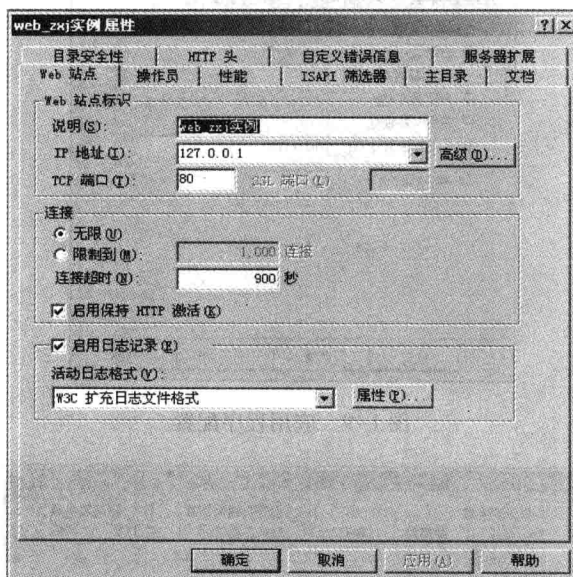 web_zxj实例 属性
目录安全性 HTTP 头 自定义错误信息 服务器扩展
Web 站点 操作员 性能 ISAPI 筛选器 主目录 文档
Web 站点标识
说明(S): web_zxj实例
IP 地址(I): 127.0.0.1 高级(D)...
TCP 端口(T): 80 SSL 端口(L)
连接
无限(U)
限制到(M): 1,000 连接
连接超时(N): 900 秒
启用保持 HTTP 激活(K)
启用日志记录(E)
活动日志格式(V):
W3C 扩充日志文件格式 属性(P)...
确定 取消 应用(A) 帮助